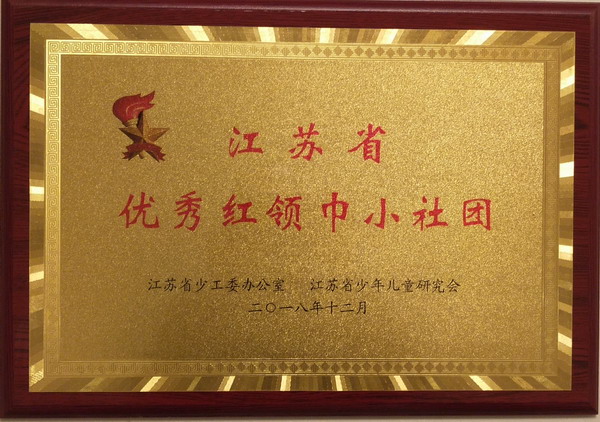 江苏省
优秀红领巾小社团
江苏省少工委办公室 江苏省少年儿童研究会
二〇一八年十二月